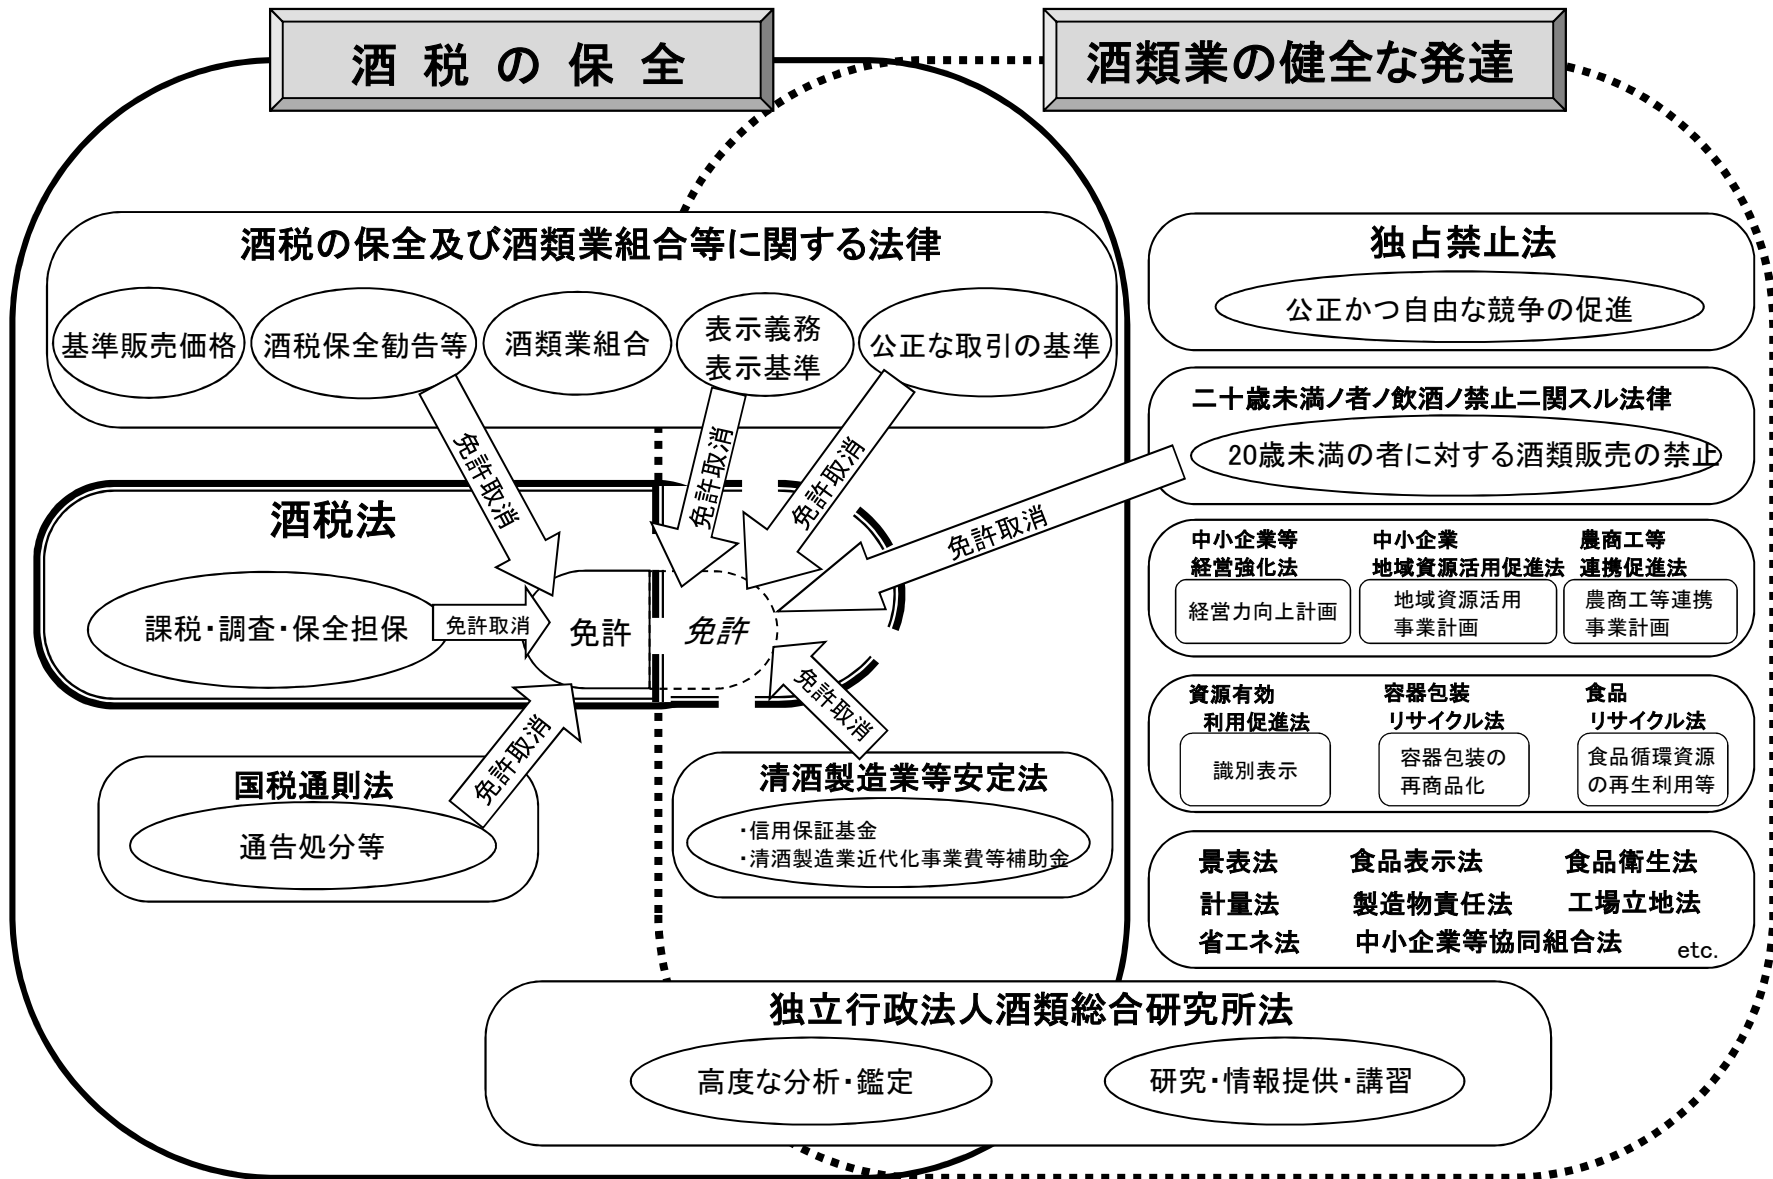 酒税の保全
酒類業の健全な発達
酒税の保全及び酒類業組合等に関する法律
基準販売価格
酒税保全勧告等
酒類業組合
表示義務
表示基準
公正な取引の基準
免許取消
免許取消
免許取消
酒税法
課税・調査・保全担保
免許取消
免許
免許
免許取消
国税通則法
通告処分等
免許取消
免許取消
清酒製造業等安定法
・信用保証基金
・清酒製造業近代化事業費等補助金
独占禁止法
公正かつ自由な競争の促進
二十歳未満ノ者ノ飲酒ノ禁止ニ関スル法律
20歳未満の者に対する酒類販売の禁止
中小企業等
経営強化法
経営力向上計画
中小企業
地域資源活用促進法
地域資源活用
事業計画
農商工等
連携促進法
農商工等連携
事業計画
資源有効
利用促進法
識別表示
容器包装
リサイクル法
容器包装の
再商品化
食品
リサイクル法
食品循環資源
の再生利用等
景表法 食品表示法 食品衛生法
計量法 製造物責任法 工場立地法
省エネ法 中小企業等協同組合法 etc.
独立行政法人酒類総合研究所法
高度な分析・鑑定
研究・情報提供・講習